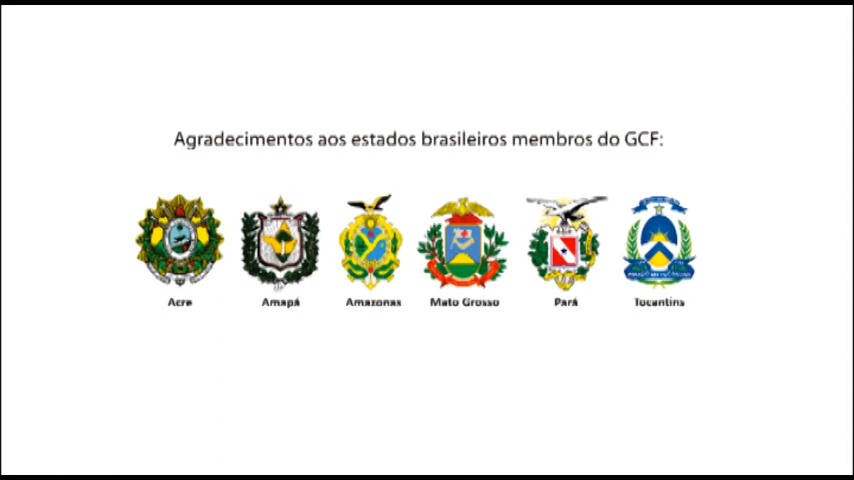 Agradecimentos aos estados brasileiros membros do GCF:
Acre Amapá Amazonas Mato Grosso Pará Tocantins